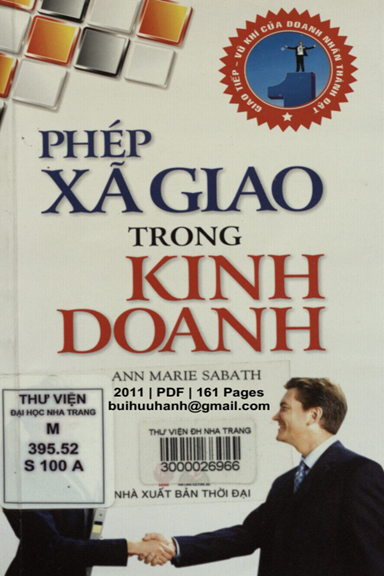 GIAO TIẾP - VŨ KHÍ CỦA DOANH NHÂN THÀNH ĐẠT
1
PHÉP
XÃ GIAO
TRONG
KINH
DOANH
ANN MARIE SABATH
2011 | PDF | 161 Pages
buihuuhanh@gmail.com
THƯ VIỆN
ĐẠI HỌC NHA TRANG
M
395.52
S 100 A
THƯ VIỆN ĐH NHA TRANG
3000026966
NHÀ XUẤT BẢN THỜI ĐẠI